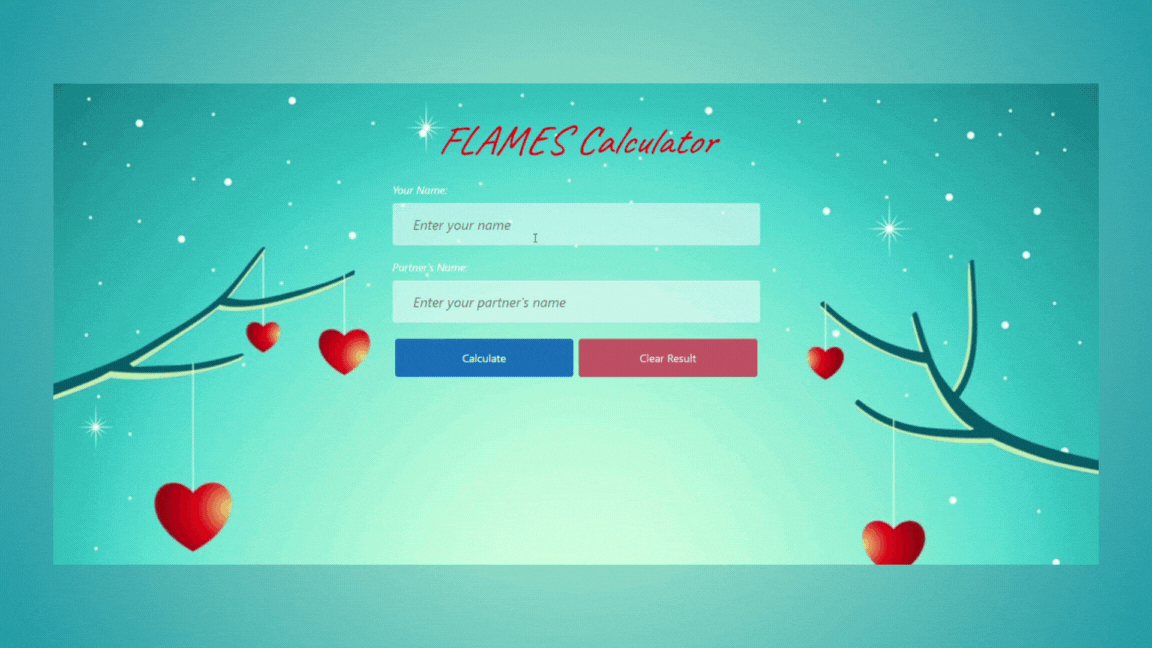 FLAMES Calculator
Your Name:
Enter your name
Partner's Name:
Enter your partner's name
Calculate Clear Result